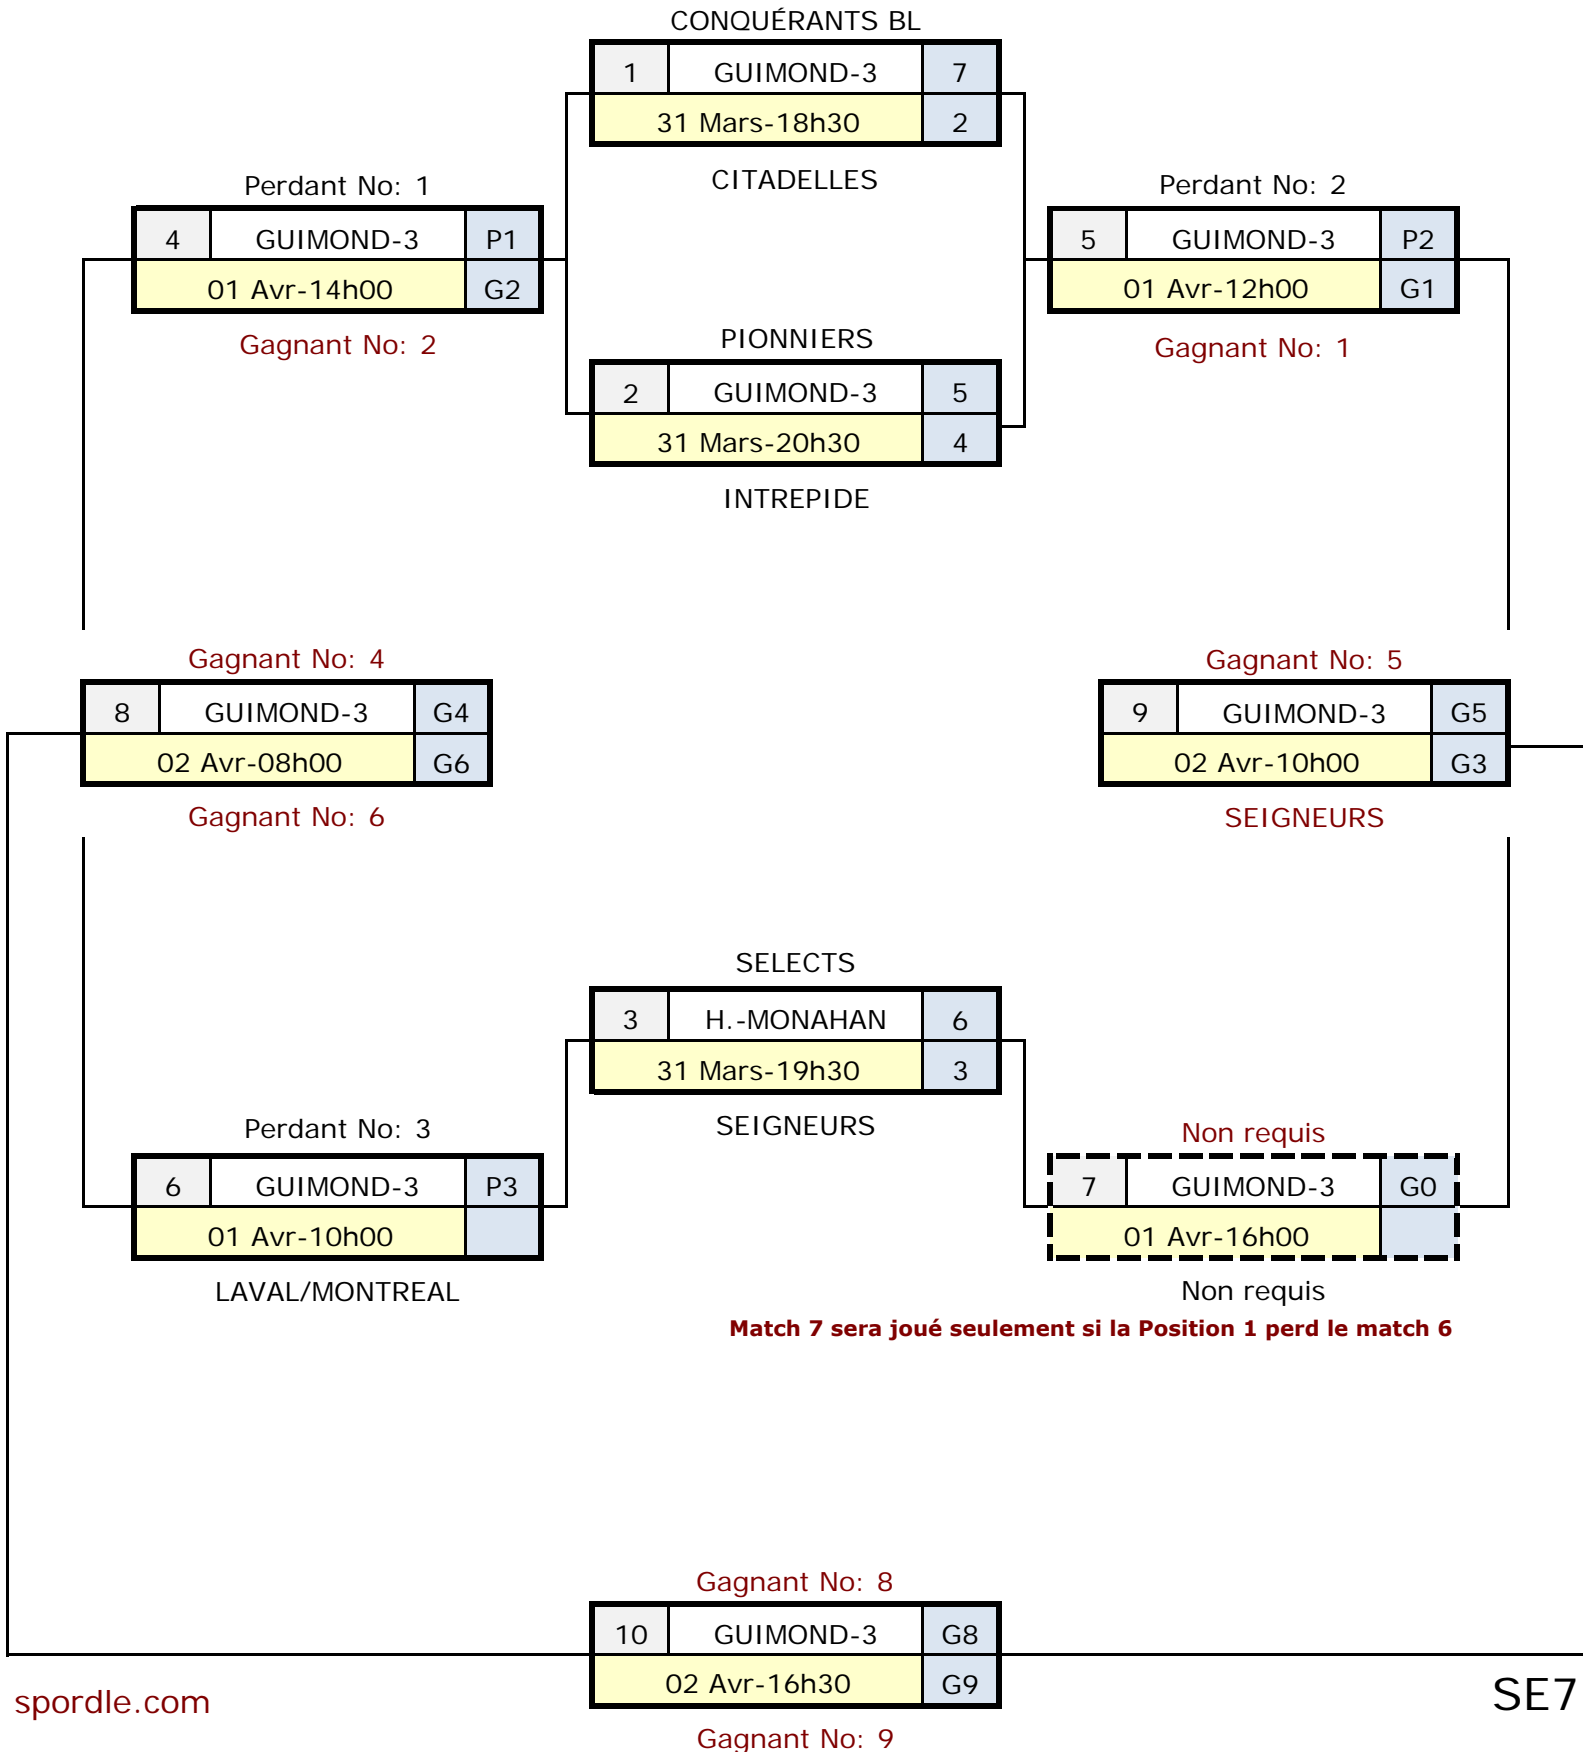 CONQUÉRANTS BL
1 GUIMOND-3 7
31 Mars-18h30 2
CITADELLES
Perdant No: 1
4 GUIMOND-3 P1
01 Avr-14h00 G2
Gagnant No: 2
Perdant No: 2
5 GUIMOND-3 P2
01 Avr-12h00 G1
Gagnant No: 1
PIONNIERS
2 GUIMOND-3 5
31 Mars-20h30 4
INTREPIDE
Gagnant No: 4
8 GUIMOND-3 G4
02 Avr-08h00 G6
Gagnant No: 6
Gagnant No: 5
9 GUIMOND-3 G5
02 Avr-10h00 G3
SEIGNEURS
SELECTS
3 H.-MONAHAN 6
31 Mars-19h30 3
SEIGNEURS
Perdant No: 3
6 GUIMOND-3 P3
01 Avr-10h00
LAVAL/MONTREAL
Non requis
7 GUIMOND-3 G0
01 Avr-16h00
Non requis
Match 7 sera joué seulement si la Position 1 perd le match 6
Gagnant No: 8
10 GUIMOND-3 G8
02 Avr-16h30 G9
Gagnant No: 9
spordle.com
SE7